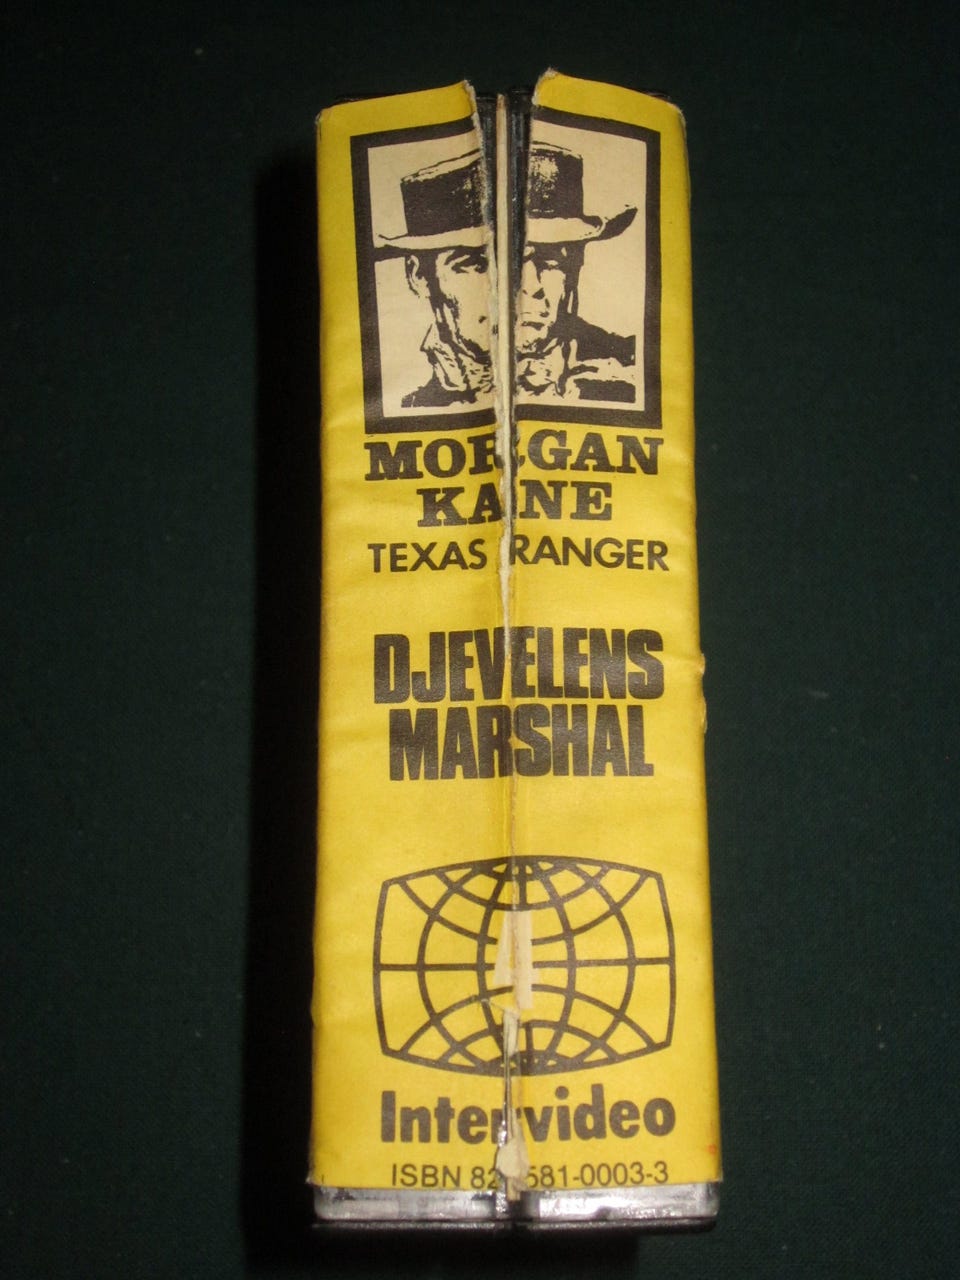 MORGAN
KANE
TEXAS RANGER
DJEVELENS
MARSHAL
Intervideo
ISBN 82-581-0003-3